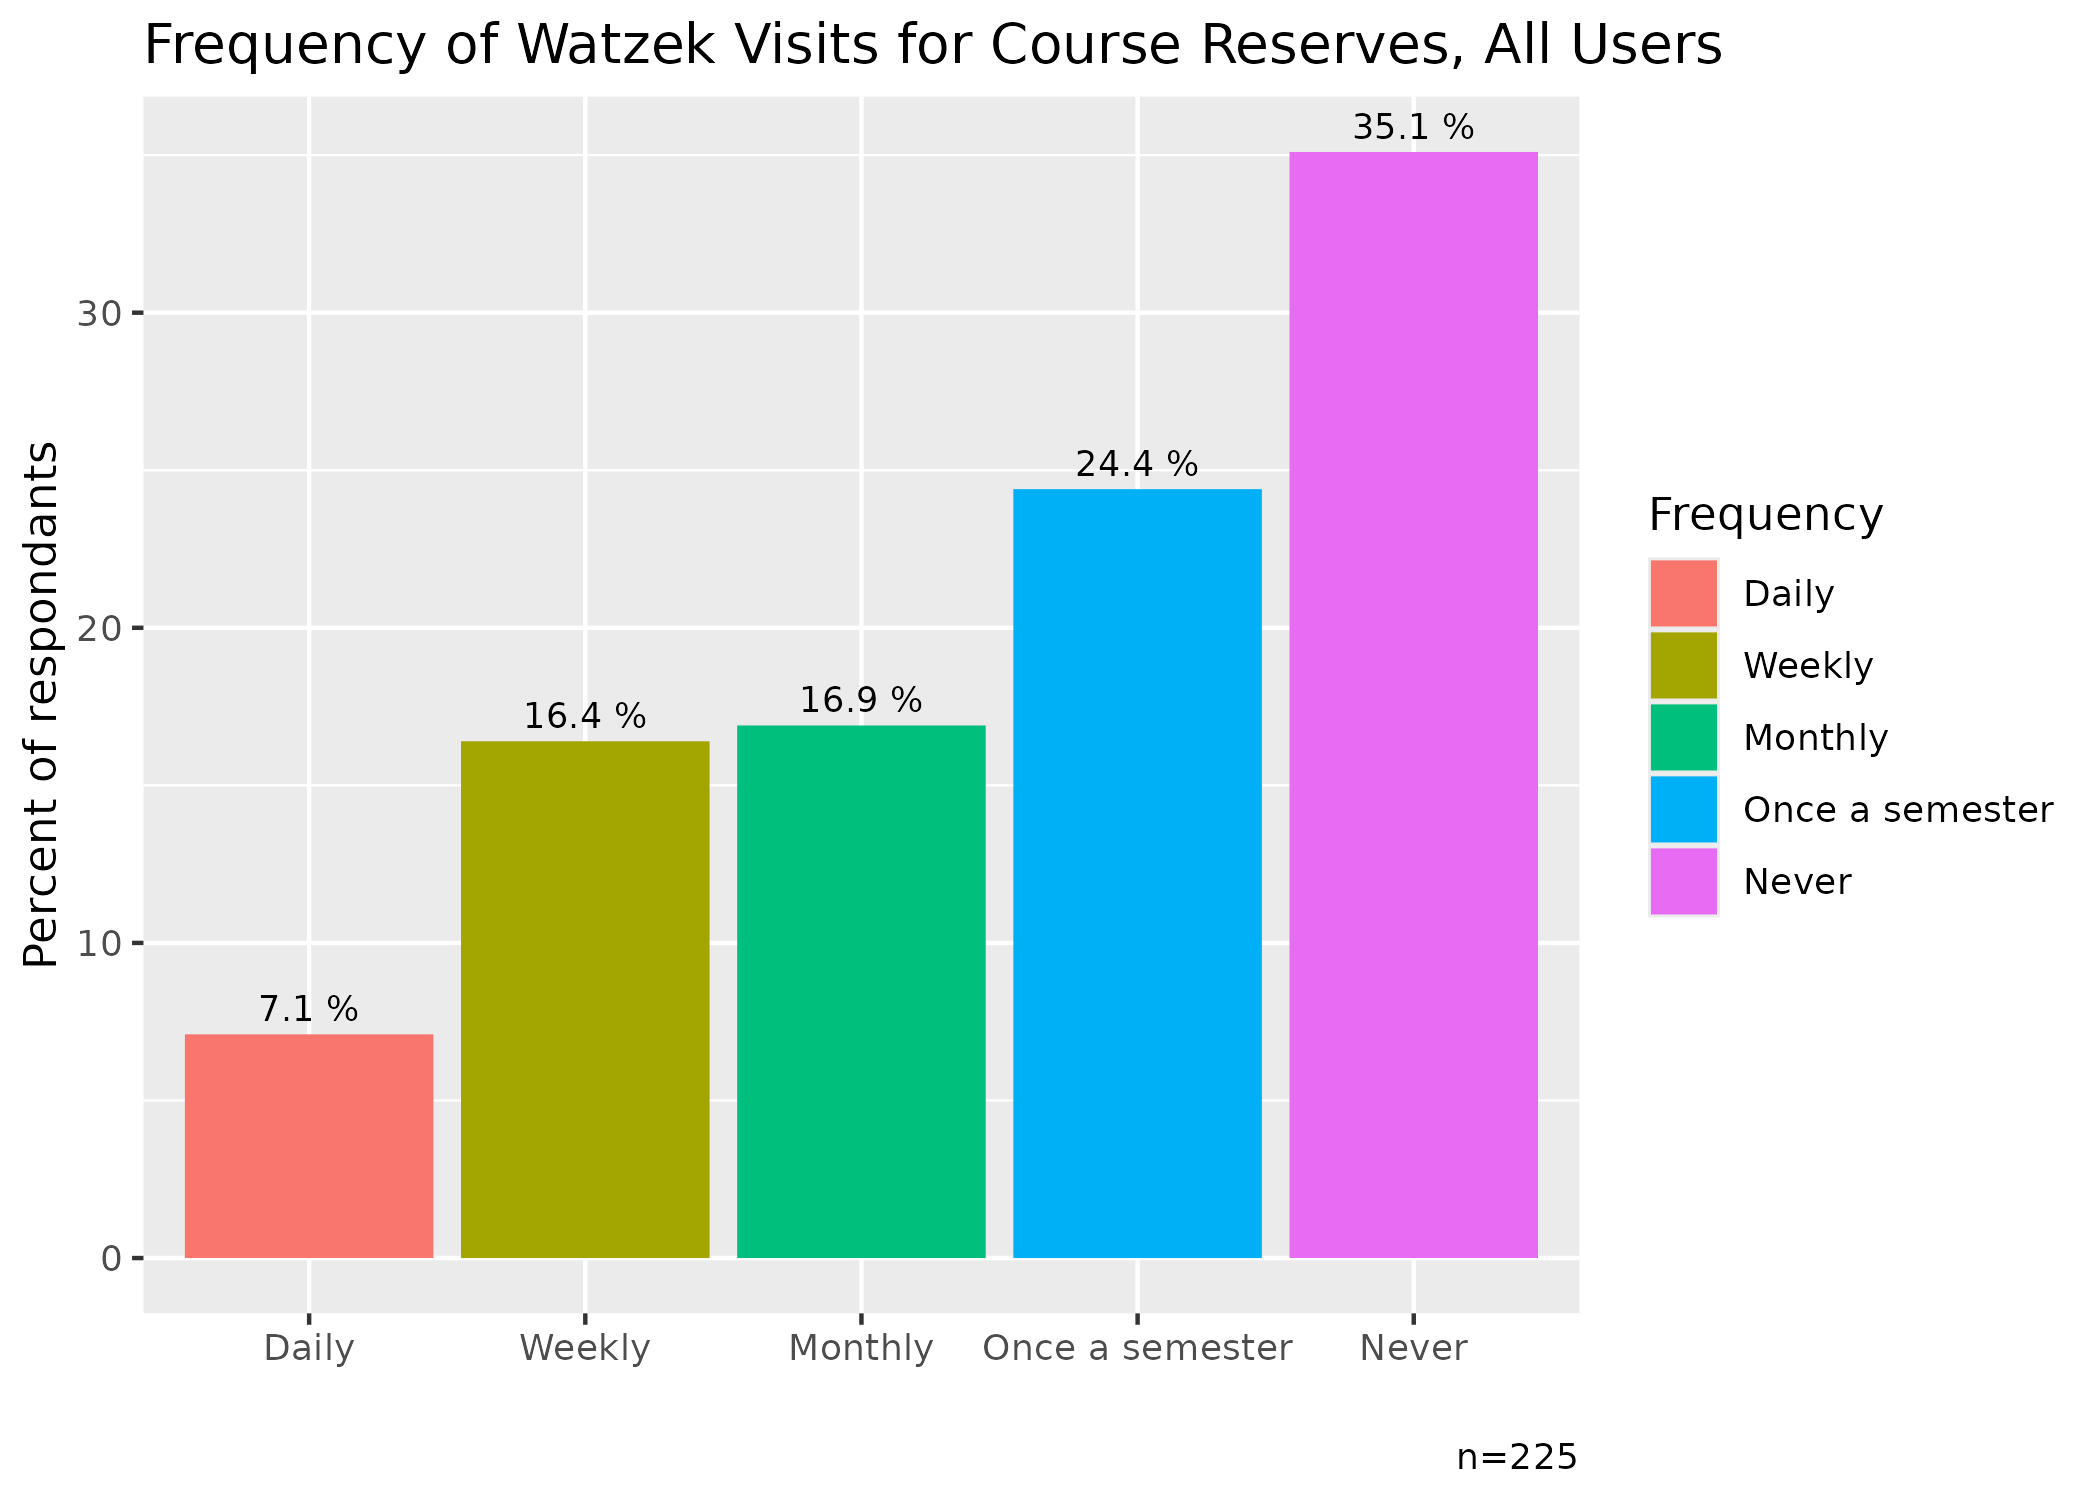 Frequency of Watzek Visits for Course Reserves, All Users
Percent of respondants
30
20
10
0
7.1 %
16.4 %
16.9 %
24.4 %
35.1 %
Daily
Weekly
Monthly
Once a semester
Never
Frequency
Daily
Weekly
Monthly
Once a semester
Never
n=225